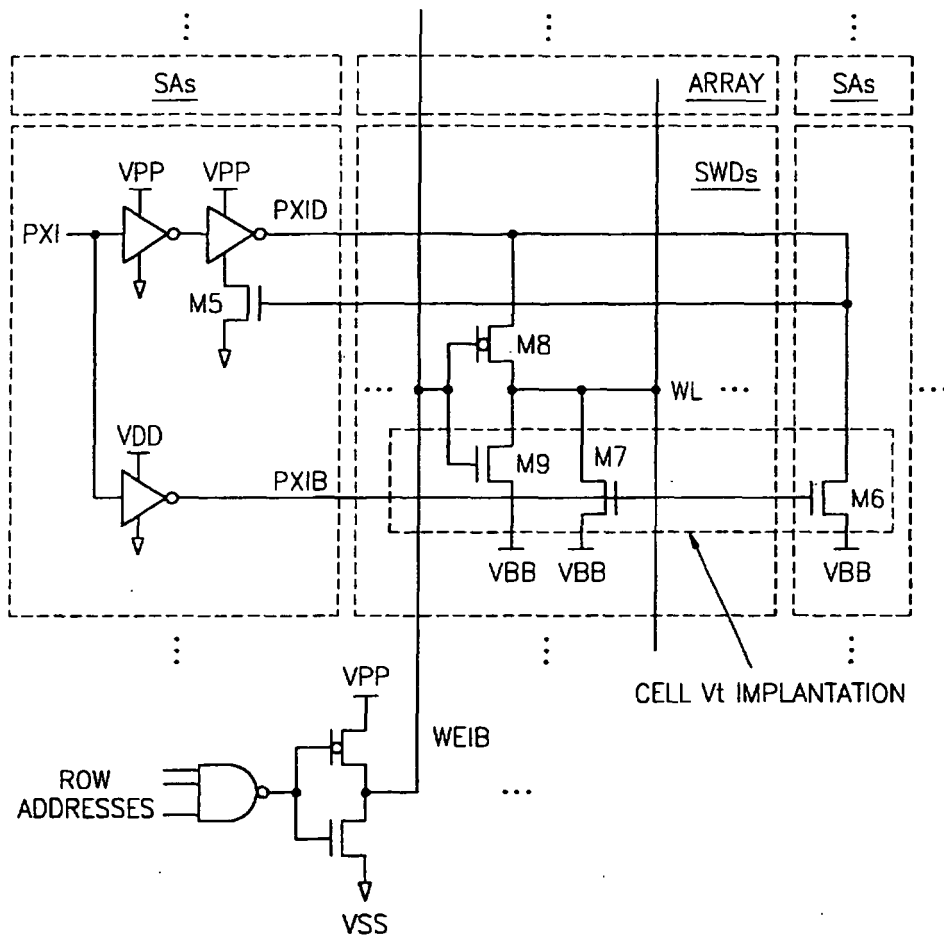 SAs
ARRAY
SAs
SWDs
VPP
VPP
PXID
PXI
M5
M8
WL
VDD
M9
M7
PXIB
M6
VBB
VBB
VBB
CELL Vt IMPLANTATION
VPP
WEIB
ROW
ADDRESSES
VSS